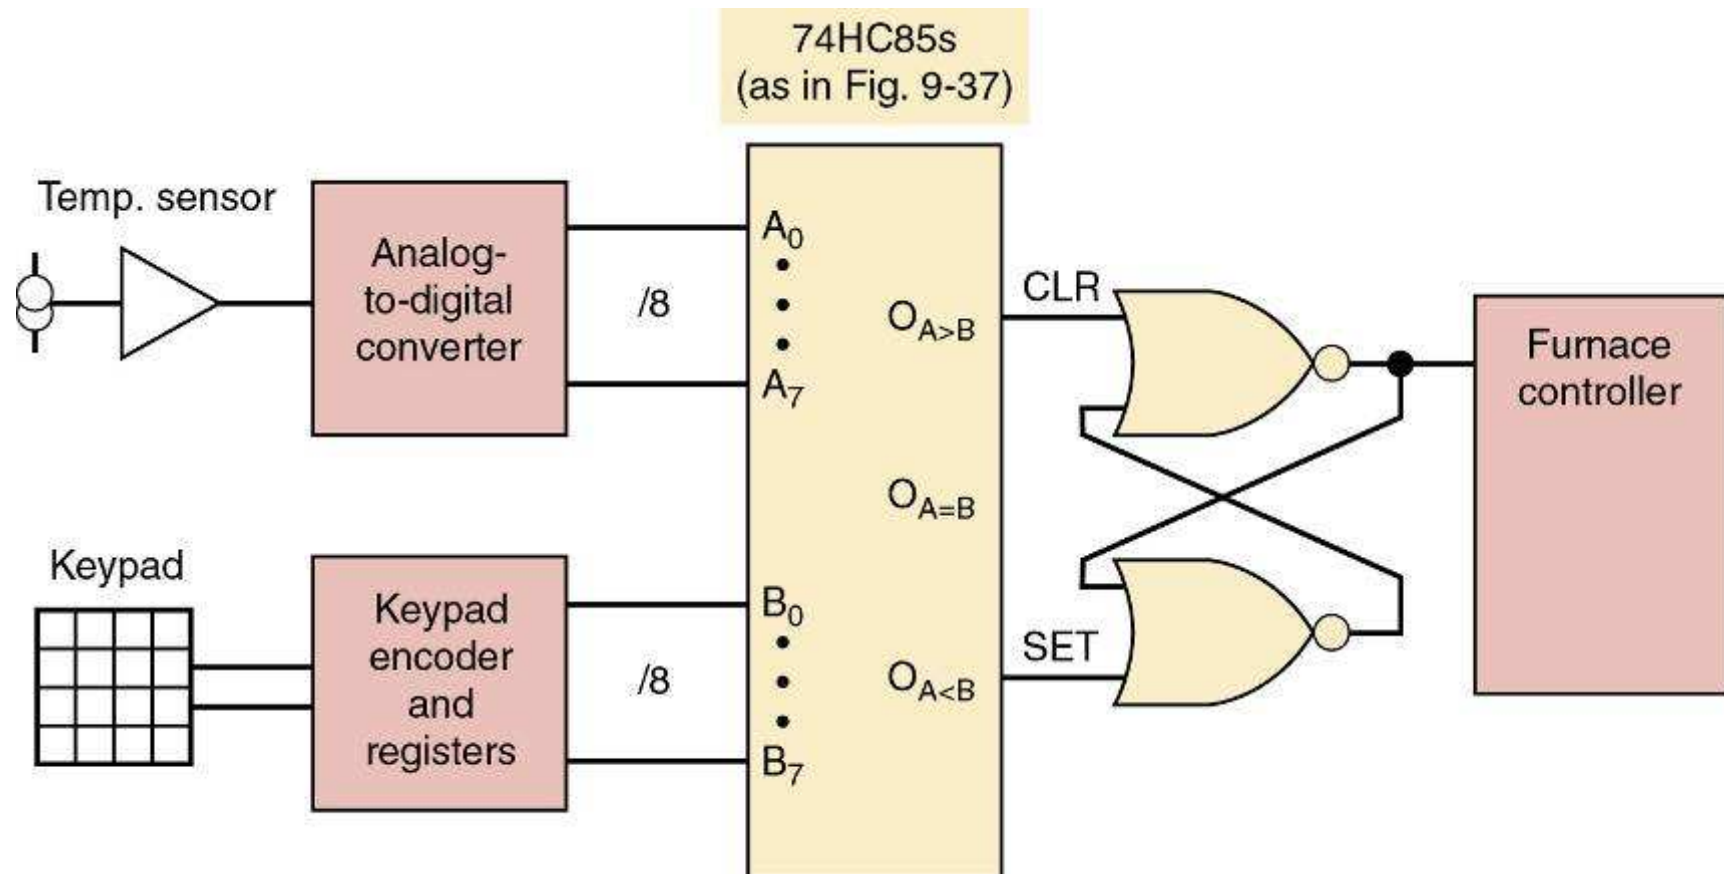 74HC85s
(as in Fig. 9-37)
Temp. sensor
Analog-
to-digital
converter
/8
A0
A7
OA>B
CLR
Furnace
controller
OA=B
Keypad
Keypad
encoder
and
registers
/8
B0
B7
OA<B
SET